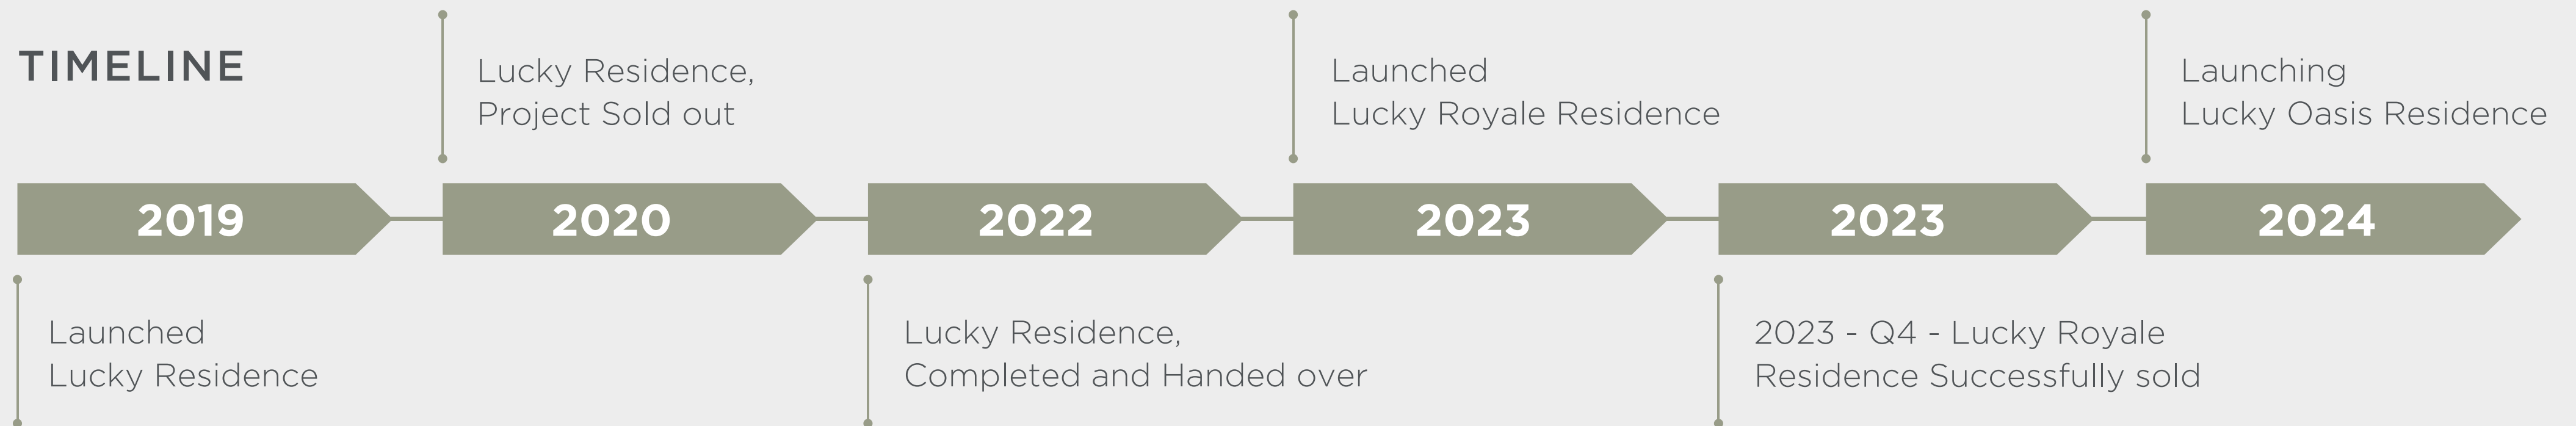 TIMELINE
Lucky Residence,
Project Sold out
Launched
Lucky Royale Residence
Launching
Lucky Oasis Residence
2019
2020
2022
2023
2023
2024
Launched
Lucky Residence
Lucky Residence,
Completed and Handed over
2023 - Q4 - Lucky Royale
Residence Successfully sold